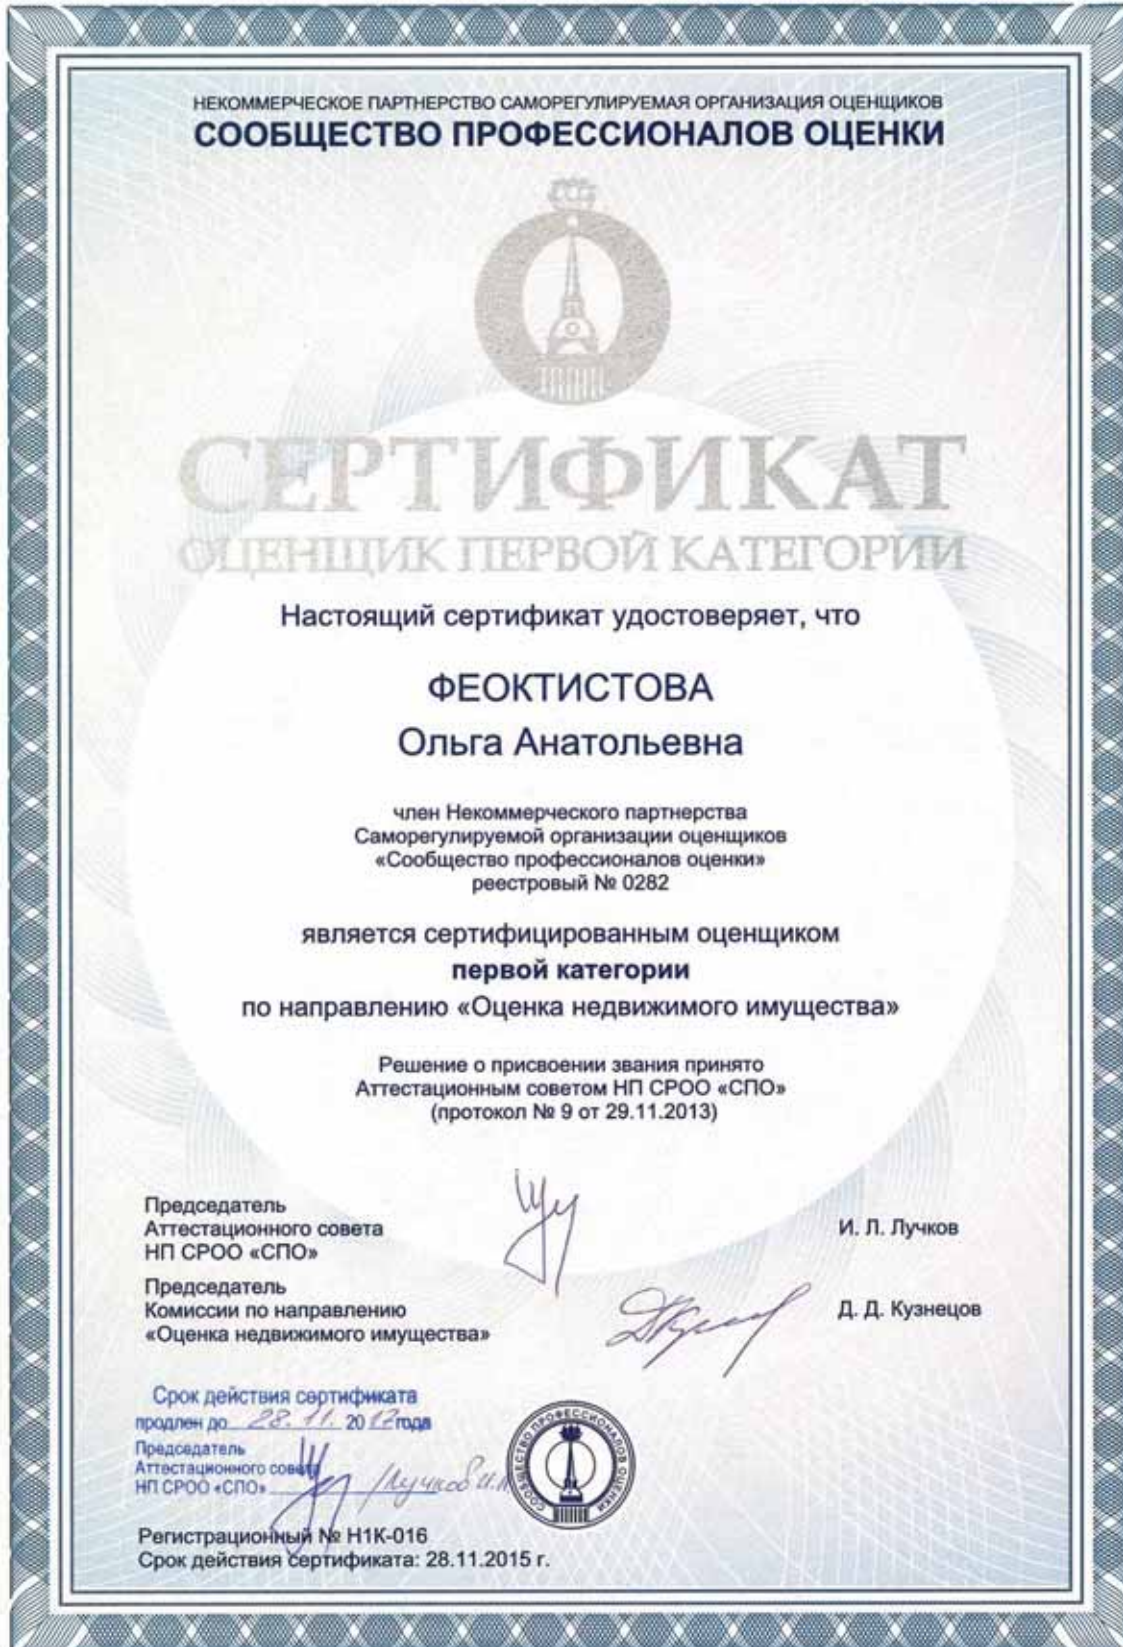 НЕКОММЕРЧЕСКОЕ ПАРТНЕРСТВО САМОРЕГУЛИРУЕМАЯ ОРГАНИЗАЦИЯ ОЦЕНЩИКОВ
СООБЩЕСТВО ПРОФЕССИОНАЛОВ ОЦЕНКИ
СЕРТИФИКАТ
ОЦЕНЩИК ПЕРВОЙ КАТЕГОРИИ
Настоящий сертификат удостоверяет, что
ФЕОКТИСТОВА
Ольга Анатольевна
член Некоммерческого партнерства
Саморегулируемой организации оценщиков
«Сообщество профессионалов оценки»
реестровый № 0282
является сертифицированным оценщиком
первой категории
по направлению «Оценка недвижимого имущества»
Решение о присвоении звания принято
Аттестационным советом НП СРОО «СПО»
(протокол № 9 от 29.11.2013)
Председатель
Аттестационного совета
НП СРОО «СПО»
И. Л. Лучков
Председатель
Комиссии по направлению
«Оценка недвижимого имущества»
Д. Д. Кузнецов
Срок действия сертификата
продлен до 28.11. 2017 года
Председатель
Аттестационного совета
НП СРОО «СПО» Лучков И.Л.
СООБЩЕСТВО ПРОФЕССИОНАЛОВ ОЦЕНКИ
Регистрационный № Н1К-016
Срок действия сертификата: 28.11.2015 г.